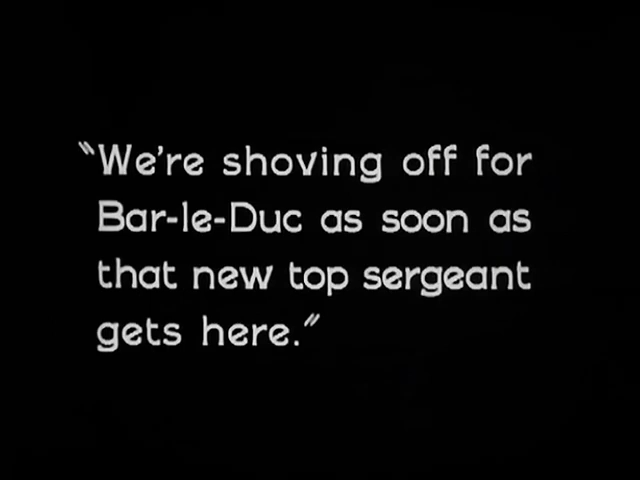 "We're shoving off for
Bar-le-Duc as soon as
that new top sergeant
gets here."